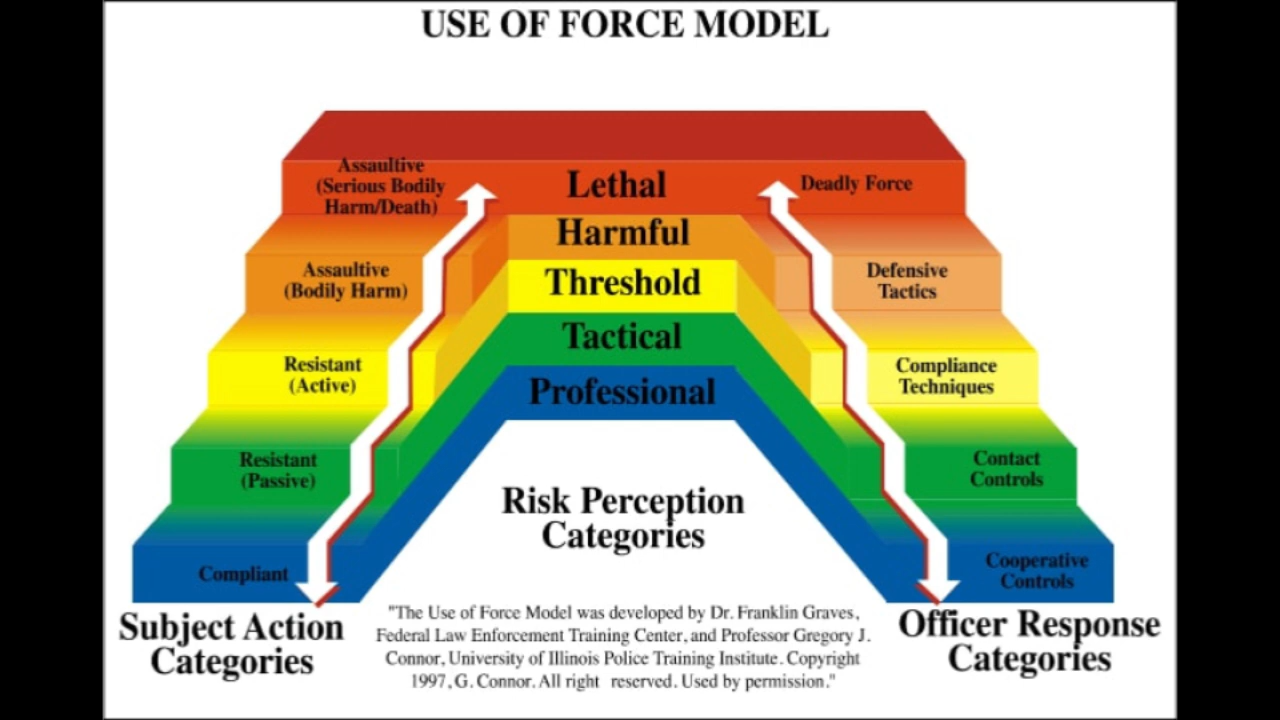 USE OF FORCE MODEL
Assaultive
(Serious Bodily
Harm/Death)
Lethal
Deadly Force
Harmful
Assaultive
(Bodily Harm)
Defensive
Tactics
Threshold
Tactical
Resistant
(Active)
Compliance
Techniques
Professional
Resistant
(Passive)
Contact
Controls
Risk Perception
Categories
Compliant
Cooperative
Controls
Subject Action
Categories
"The Use of Force Model was developed by Dr. Franklin Graves,
Federal Law Enforcement Training Center, and Professor Gregory J.
Connor, University of Illinois Police Training Institute. Copyright
1997, G. Connor. All right reserved. Used by permission."
Officer Response
Categories